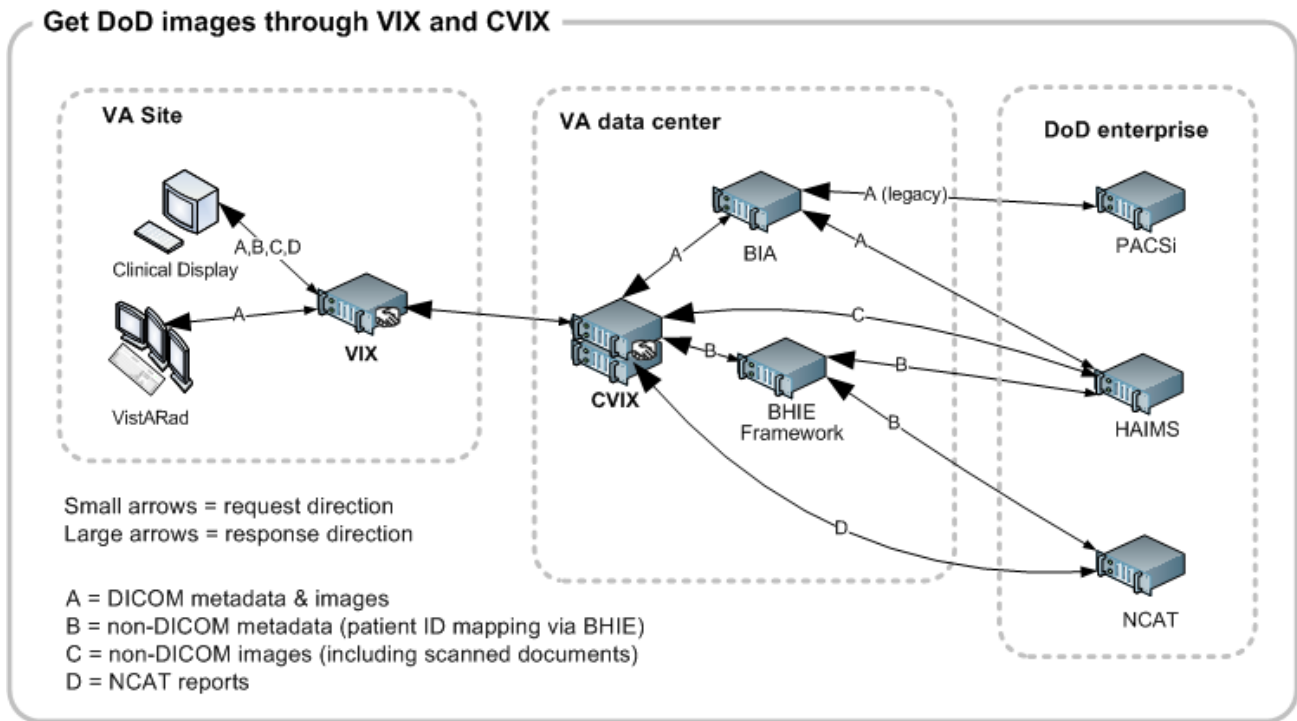 Get DoD images through VIX and CVIX
VA Site
VA data center
DoD enterprise
A (legacy)
PACSi
BIA
A
A
A,B,C,D
Clinical Display
A
VIX
C
B
B
CVIX
BHIE
Framework
HAIMS
VistARad
B
D
NCAT
Small arrows = request direction
Large arrows = response direction
A = DICOM metadata & images
B = non-DICOM metadata (patient ID mapping via BHIE)
C = non-DICOM images (including scanned documents)
D = NCAT reports